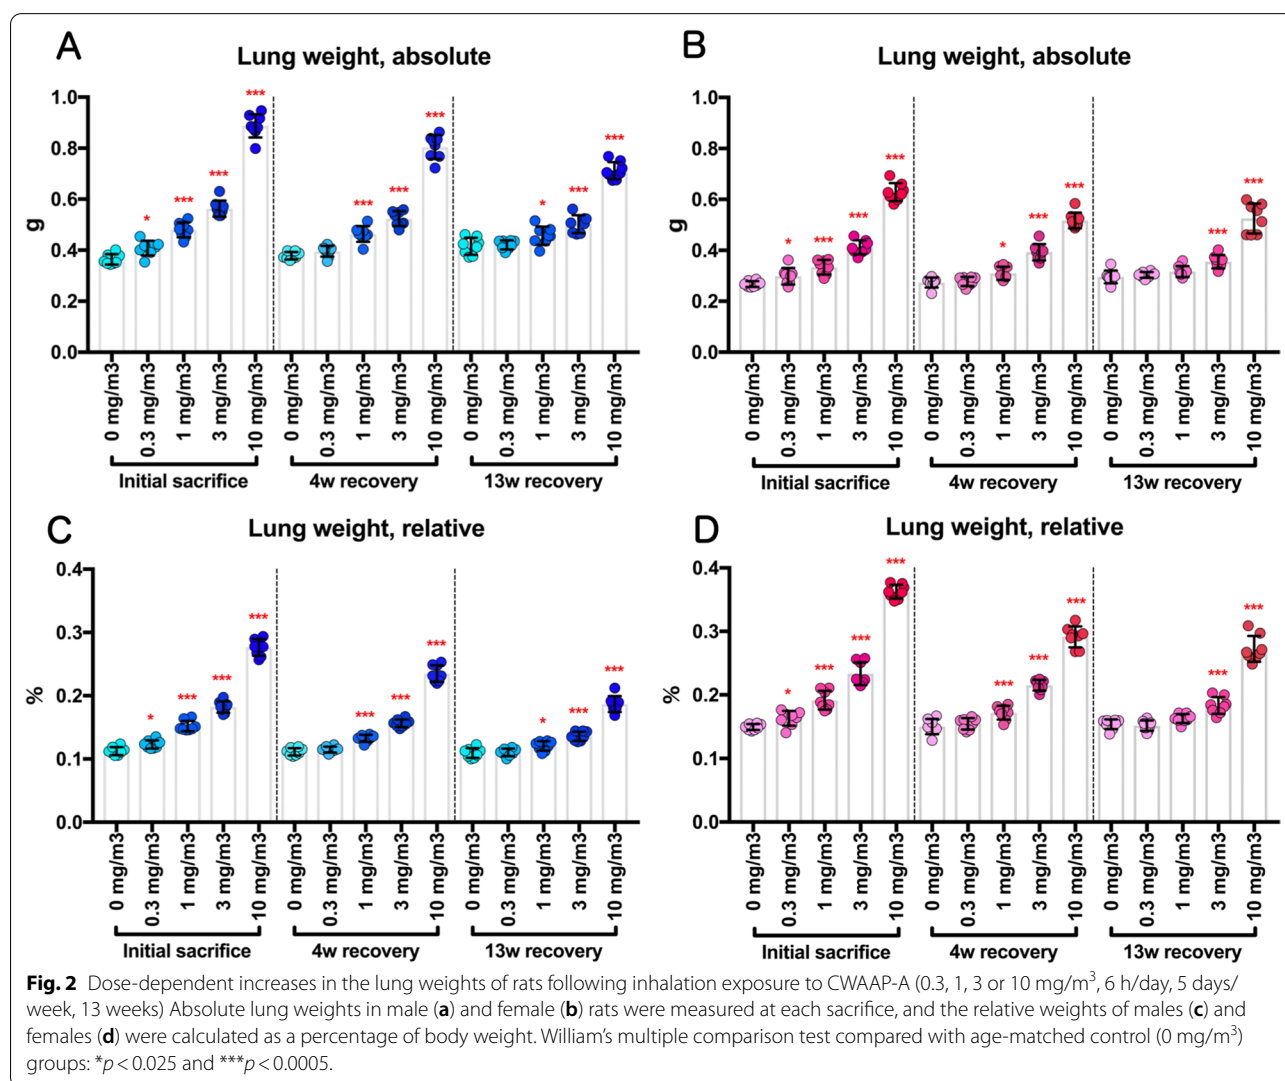 A
Lung weight, absolute
g
1.0
0.8
0.6
0.4
0.2
0.0
*
***
***
***
***
***
***
*
***
***
0 mg/m3
0.3 mg/m3
1 mg/m3
3 mg/m3
10 mg/m3
0 mg/m3
0.3 mg/m3
1 mg/m3
3 mg/m3
10 mg/m3
0 mg/m3
0.3 mg/m3
1 mg/m3
3 mg/m3
10 mg/m3
Initial sacrifice
4w recovery
13w recovery
B
Lung weight, absolute
g
1.0
0.8
0.6
0.4
0.2
0.0
*
***
***
***
*
***
***
***
***
0 mg/m3
0.3 mg/m3
1 mg/m3
3 mg/m3
10 mg/m3
0 mg/m3
0.3 mg/m3
1 mg/m3
3 mg/m3
10 mg/m3
0 mg/m3
0.3 mg/m3
1 mg/m3
3 mg/m3
10 mg/m3
Initial sacrifice
4w recovery
13w recovery
C
Lung weight, relative
%
0.4
0.3
0.2
0.1
0.0
*
***
***
***
***
***
***
*
***
***
0 mg/m3
0.3 mg/m3
1 mg/m3
3 mg/m3
10 mg/m3
0 mg/m3
0.3 mg/m3
1 mg/m3
3 mg/m3
10 mg/m3
0 mg/m3
0.3 mg/m3
1 mg/m3
3 mg/m3
10 mg/m3
Initial sacrifice
4w recovery
13w recovery
D
Lung weight, relative
%
0.4
0.3
0.2
0.1
0.0
*
***
***
***
***
***
***
***
***
0 mg/m3
0.3 mg/m3
1 mg/m3
3 mg/m3
10 mg/m3
0 mg/m3
0.3 mg/m3
1 mg/m3
3 mg/m3
10 mg/m3
0 mg/m3
0.3 mg/m3
1 mg/m3
3 mg/m3
10 mg/m3
Initial sacrifice
4w recovery
13w recovery
Fig. 2 Dose-dependent increases in the lung weights of rats following inhalation exposure to CWAAP-A (0.3, 1, 3 or 10 mg/m³, 6 h/day, 5 days/
week, 13 weeks) Absolute lung weights in male (a) and female (b) rats were measured at each sacrifice, and the relative weights of males (c) and
females (d) were calculated as a percentage of body weight. William's multiple comparison test compared with age-matched control (0 mg/m³)
groups: *p < 0.025 and ***p < 0.0005.